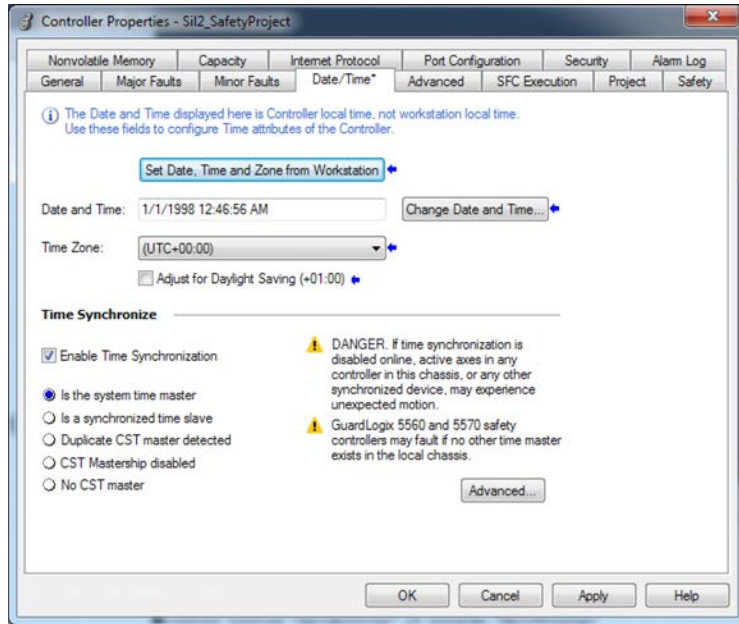 Controller Properties - Sil2_SafetyProject
Nonvolatile Memory Capacity Internet Protocol Port Configuration Security Alarm Log
General Major Faults Minor Faults Date/Time* Advanced SFC Execution Project Safety
The Date and Time displayed here is Controller local time, not workstation local time.
Use these fields to configure Time attributes of the Controller.
Set Date, Time and Zone from Workstation
Date and Time: 1/1/1998 12:46:56 AM Change Date and Time...
Time Zone: (UTC+00:00)
Adjust for Daylight Saving (+01:00)
Time Synchronize
Enable Time Synchronization
Is the system time master
Is a synchronized time slave
Duplicate CST master detected
CST Mastership disabled
No CST master
DANGER. If time synchronization is
disabled online, active axes in any
controller in this chassis, or any other
synchronized device, may experience
unexpected motion.
GuardLogix 5560 and 5570 safety
controllers may fault if no other time master
exists in the local chassis.
Advanced...
OK Cancel Apply Help